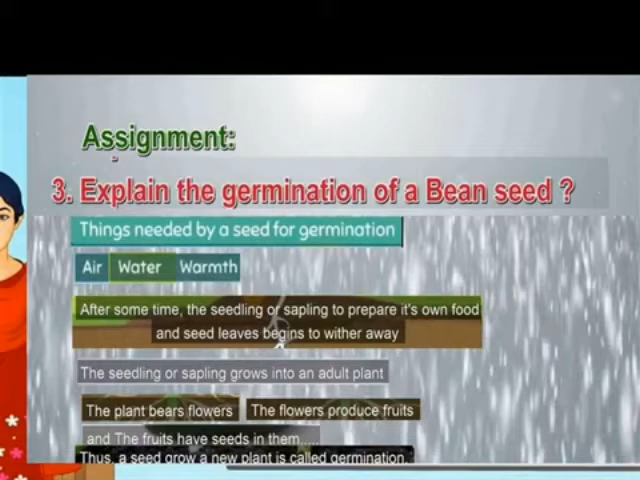 Assignment:
3. Explain the germination of a Bean seed ?
Things needed by a seed for germination
Air Water Warmth
After some time, the seedling or sapling to prepare it's own food
and seed leaves begins to wither away
The seedling or sapling grows into an adult plant
The plant bears flowers The flowers produce fruits
and The fruits have seeds in them.....
Thus, a seed grow a new plant is called germination.